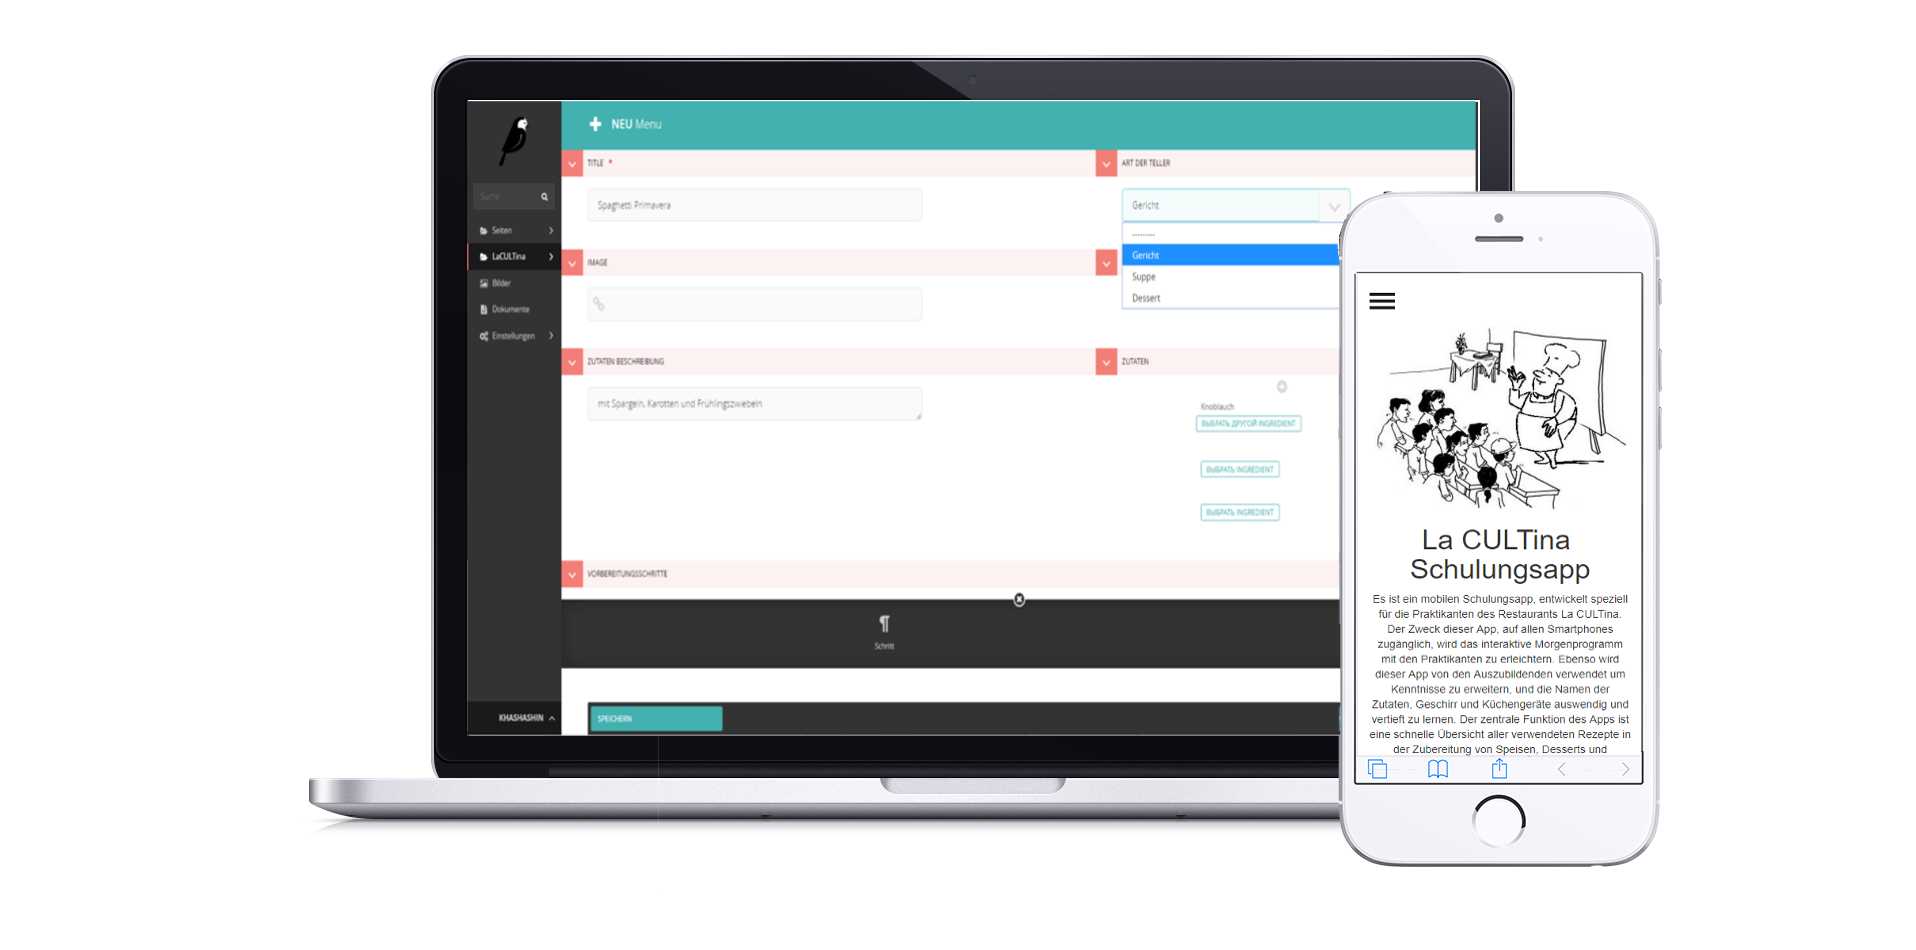 NEU Menu
Suche
Seiten
LaCULTina
Bilder
Dokumente
Einstellungen
KHASHASHIN
TITLE *
Spaghetti Primavera
IMAGE
ZUTATEN BESCHREIBUNG
mit Spargeln, Karotten und Frühlingszwiebeln
VORBEREITUNGSSCHRITTE
Schritt
SPEICHERN
ART DER TELLER
Gericht
---------
Gericht
Suppe
Dessert
ZUTATEN
Knoblauch
ВЫБРАТЬ ДРУГОЙ INGREDIENT
ВЫБРАТЬ INGREDIENT
ВЫБРАТЬ INGREDIENT
La CULTina
Schulungsapp
Es ist ein mobilen Schulungsapp, entwickelt speziell
für die Praktikanten des Restaurants La CULTina.
Der Zweck dieser App, auf allen Smartphones
zugänglich, wird das interaktive Morgenprogramm
mit den Praktikanten zu erleichtern. Ebenso wird
dieser App von den Auszubildenden verwendet um
Kenntnisse zu erweitern, und die Namen der
Zutaten, Geschirr und Küchengeräte auswendig und
vertieft zu lernen. Der zentrale Funktion des Apps ist
eine schnelle Übersicht aller verwendeten Rezepte in
der Zubereitung von Speisen, Desserts und